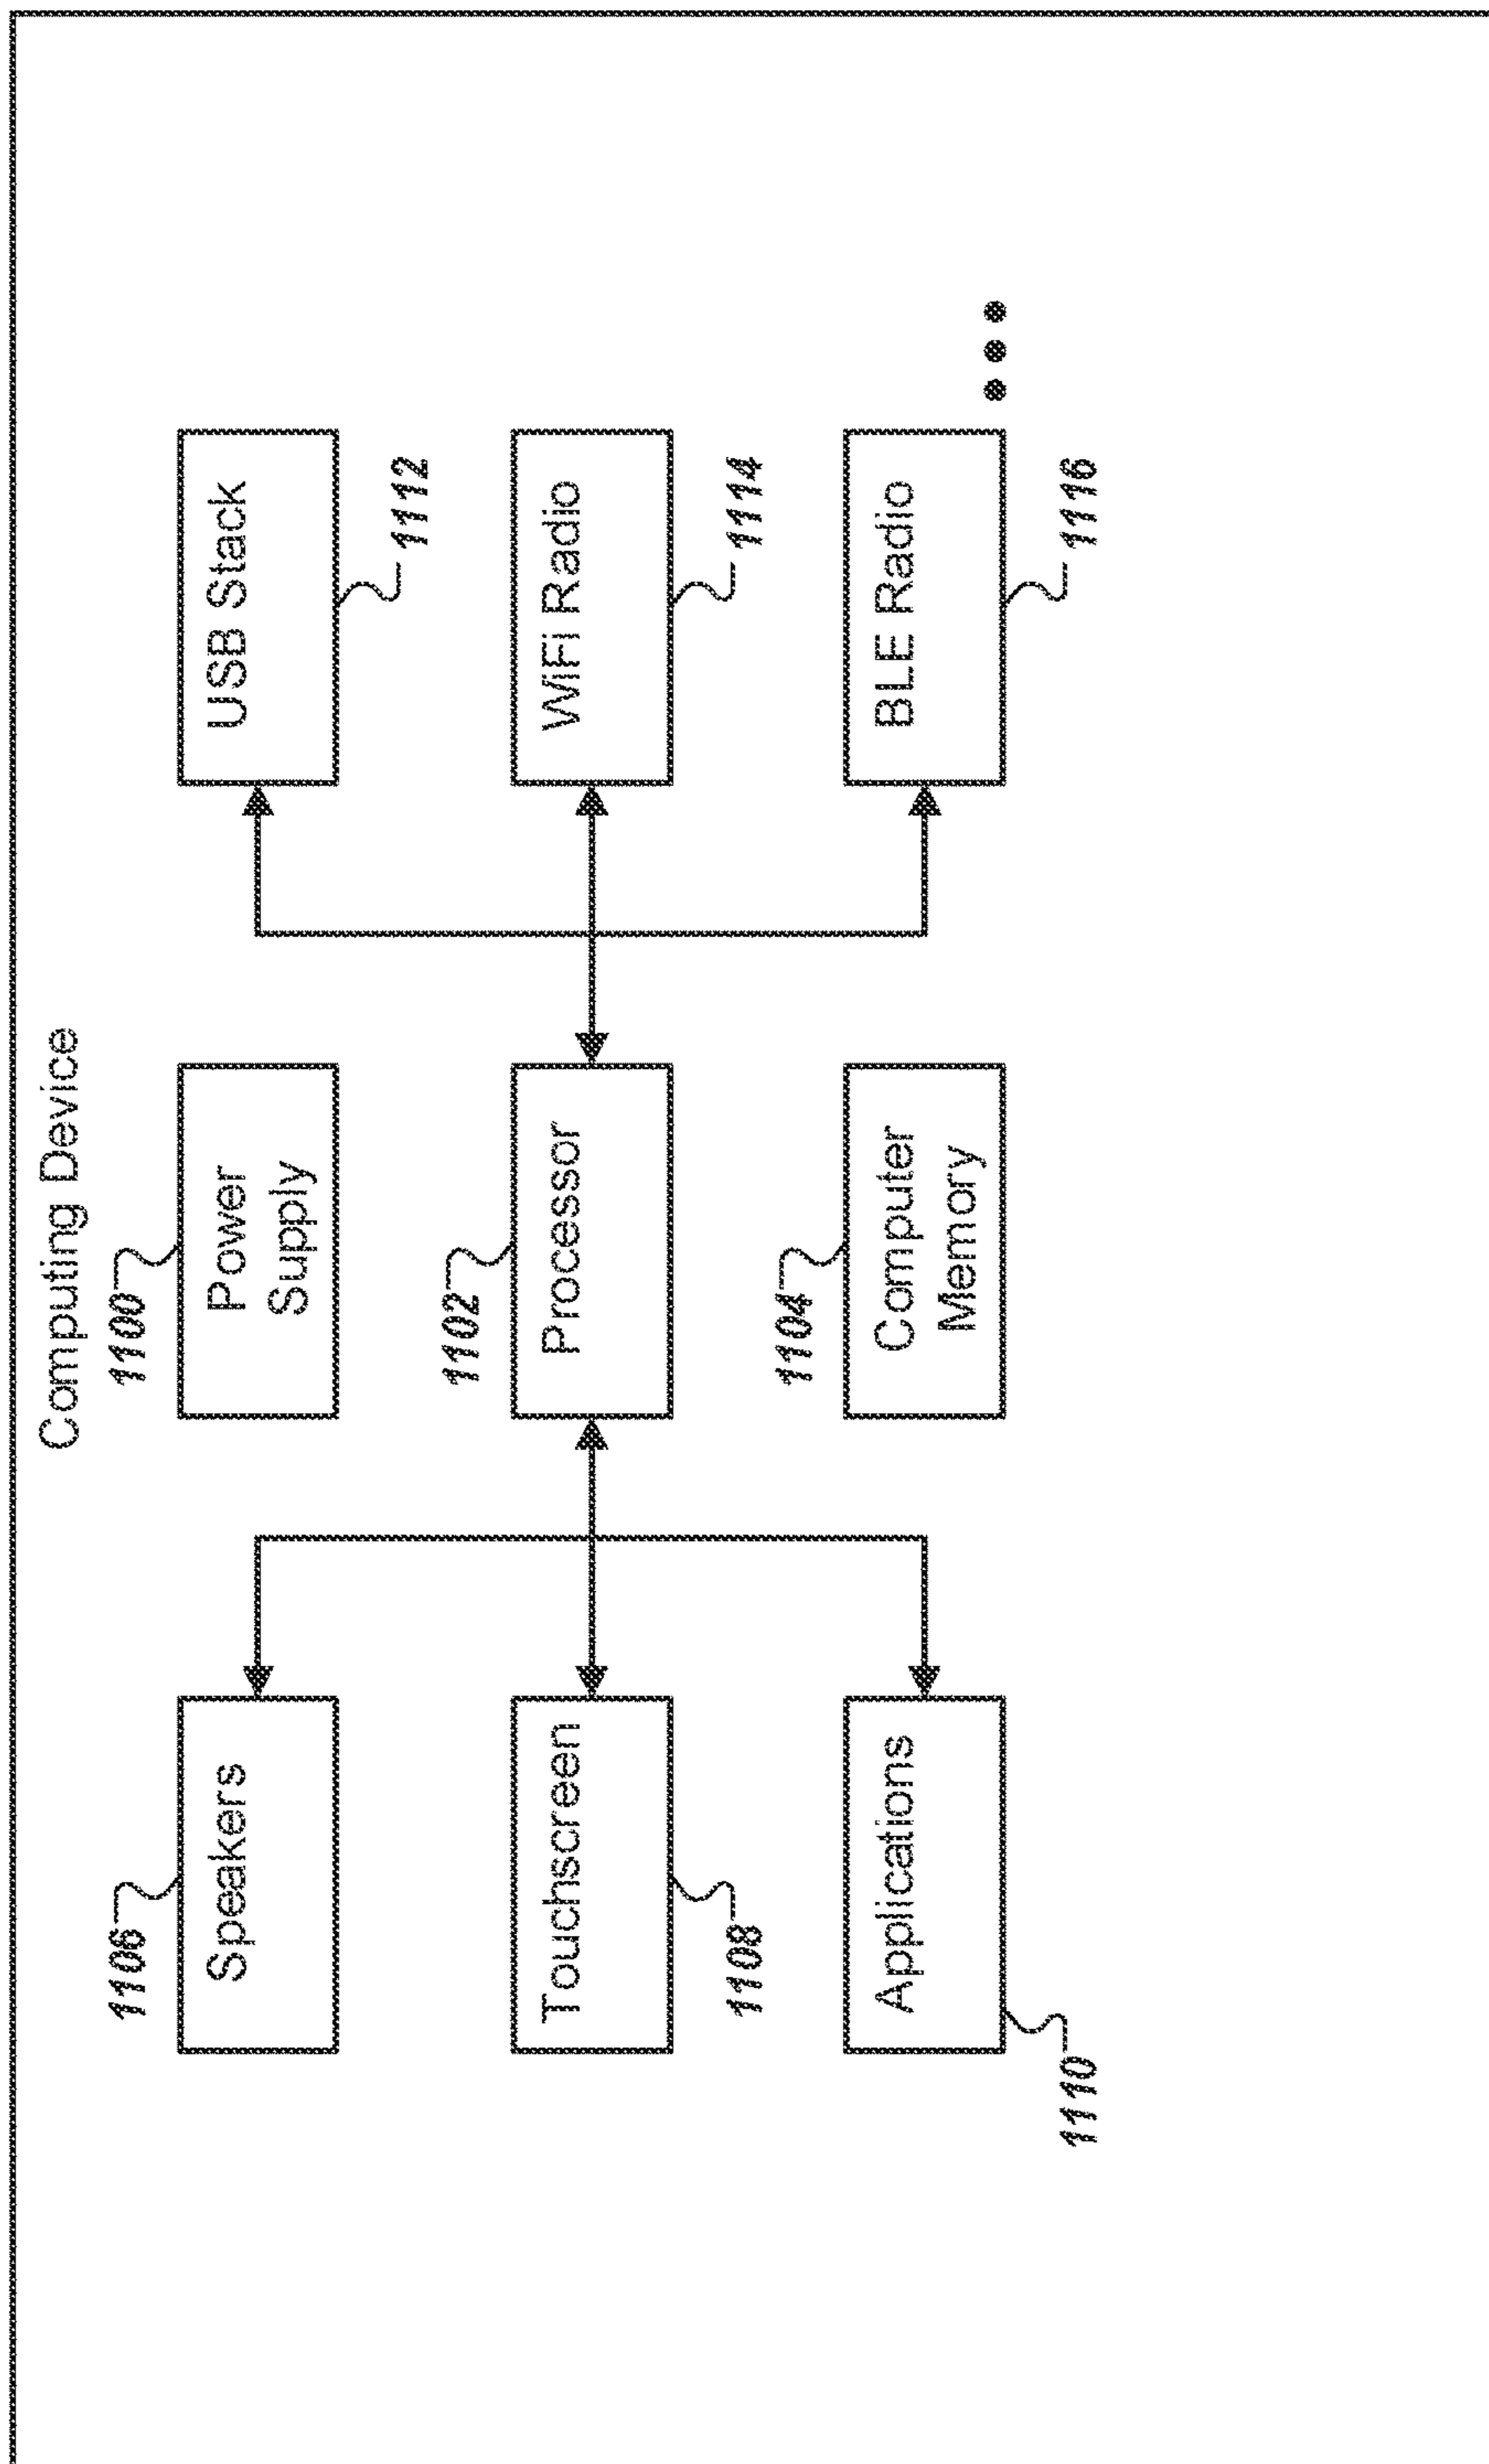 Computing Device
1106
Speakers
1100
Power
Supply
USB Stack
1112
Touchscreen
1108
1102
Processor
WiFi Radio
1114
Applications
1110
1104
Computer
Memory
BLE Radio
1116